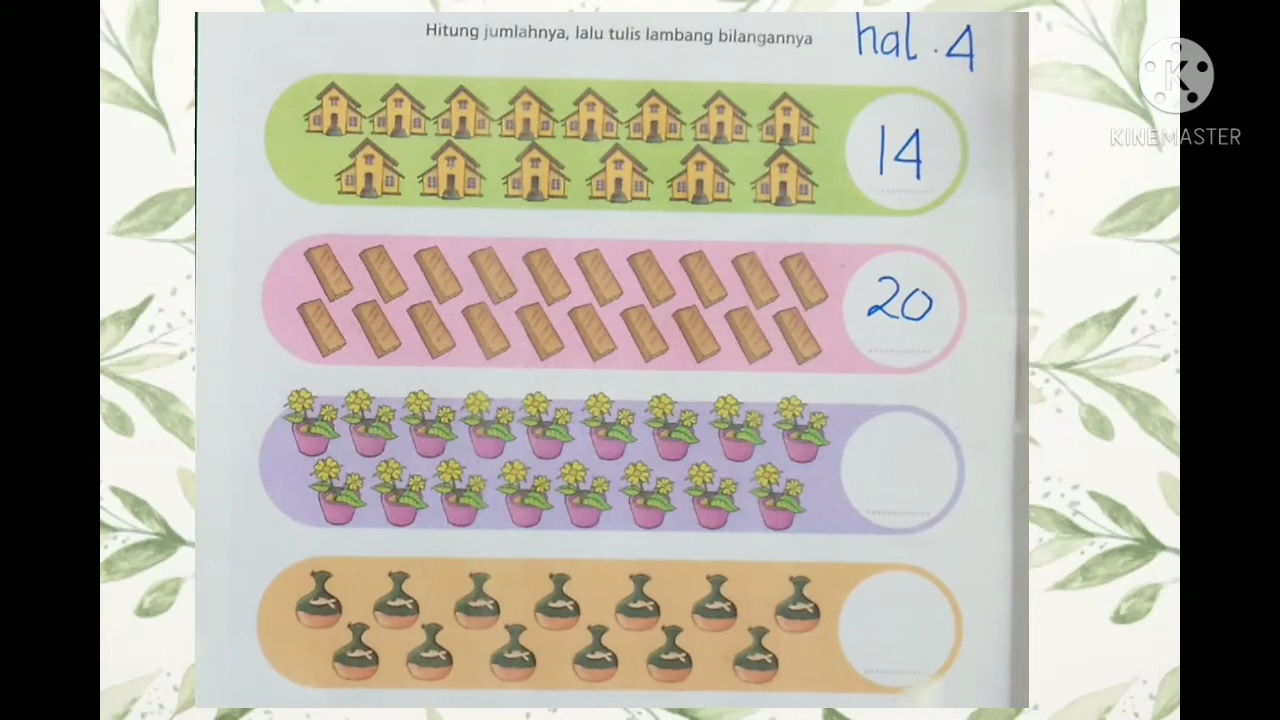 Hitung jumlahnya, lalu tulis lambang bilangannya
hal. 4
K
KINEMASTER
14
20